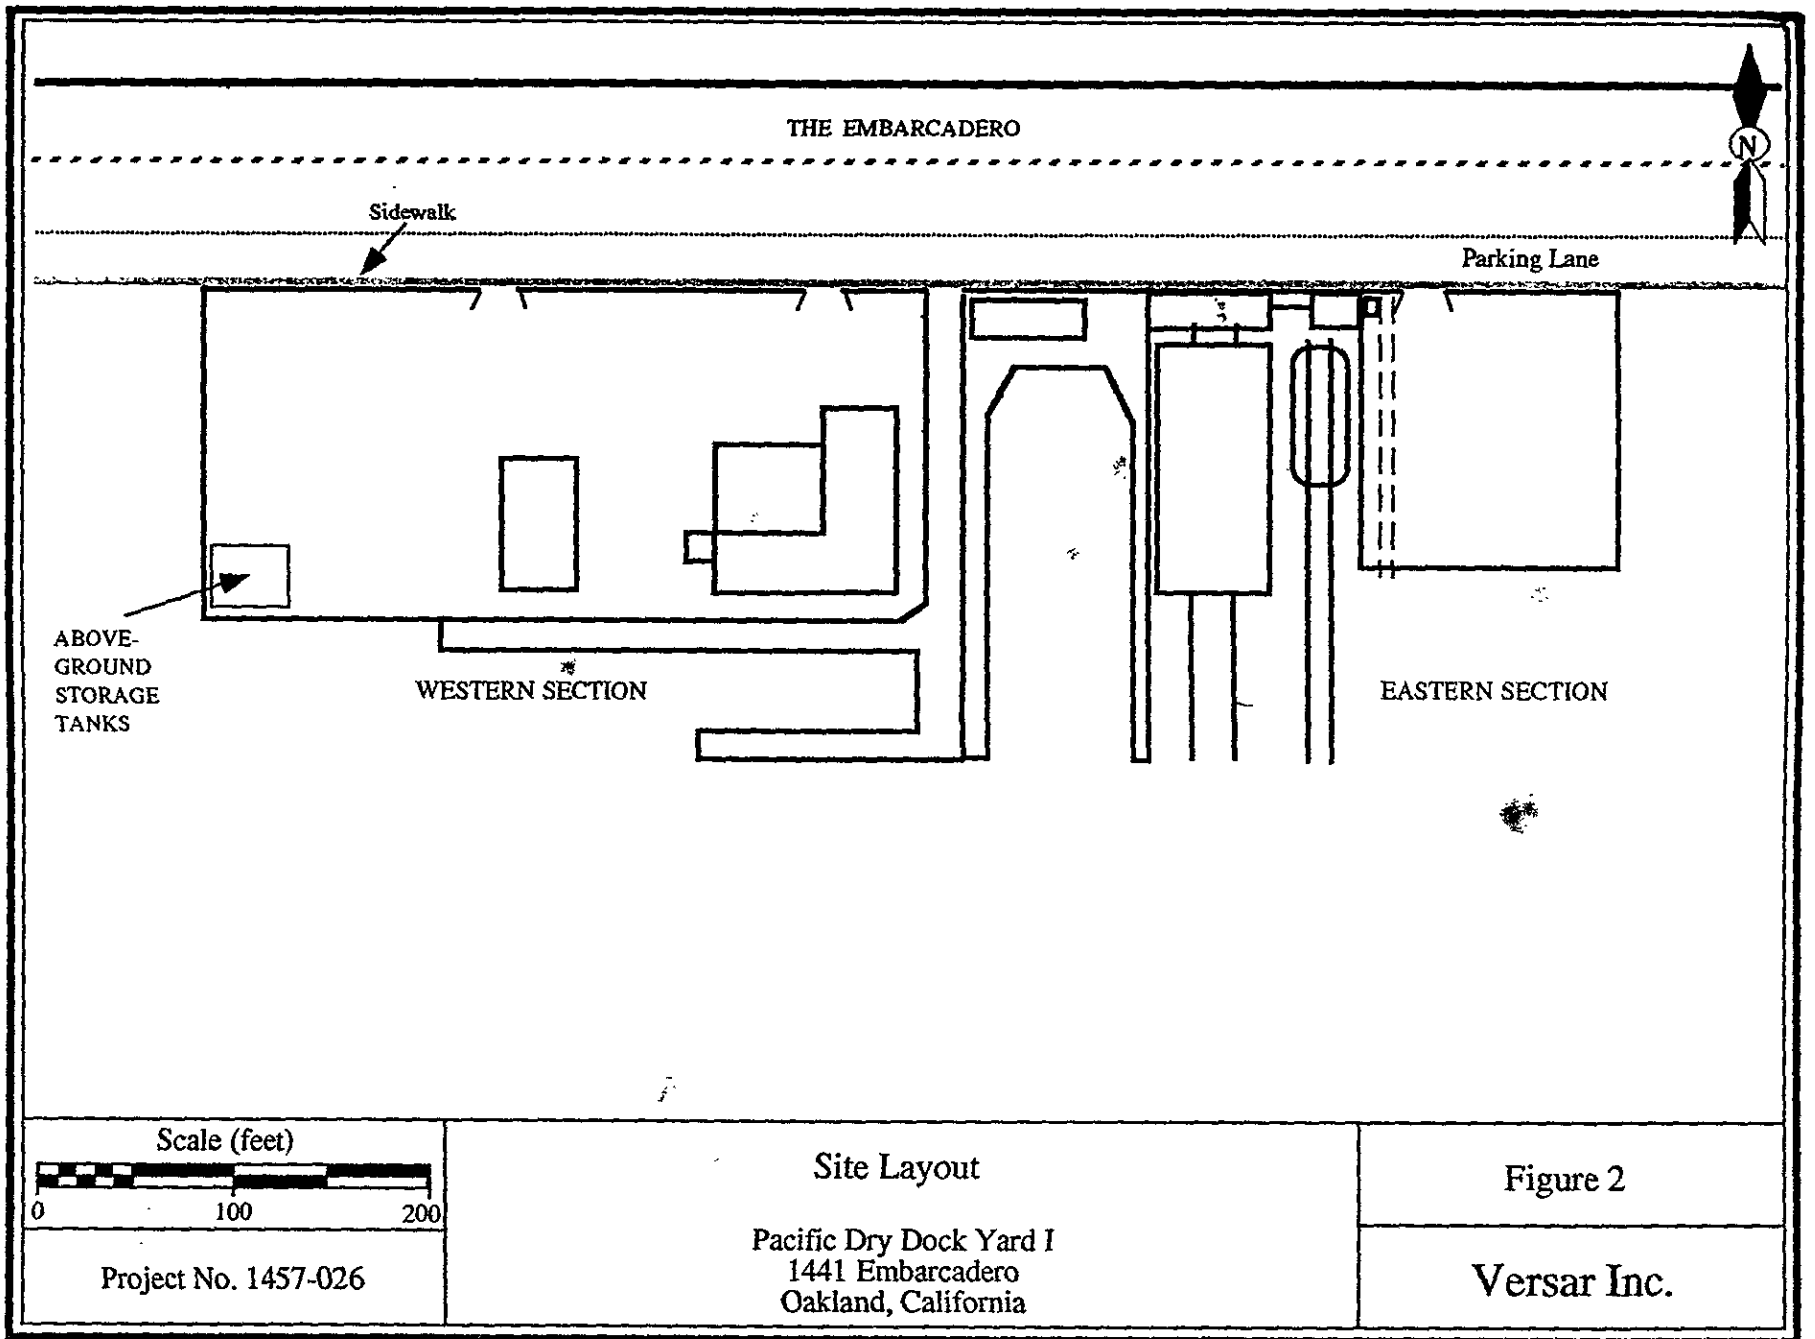 THE EMBARCADERO
N
Sidewalk
Parking Lane
ABOVE-
GROUND
STORAGE
TANKS
WESTERN SECTION
EASTERN SECTION
Scale (feet)
0 100 200
Project No. 1457-026
Site Layout
Pacific Dry Dock Yard I
1441 Embarcadero
Oakland, California
Figure 2
Versar Inc.